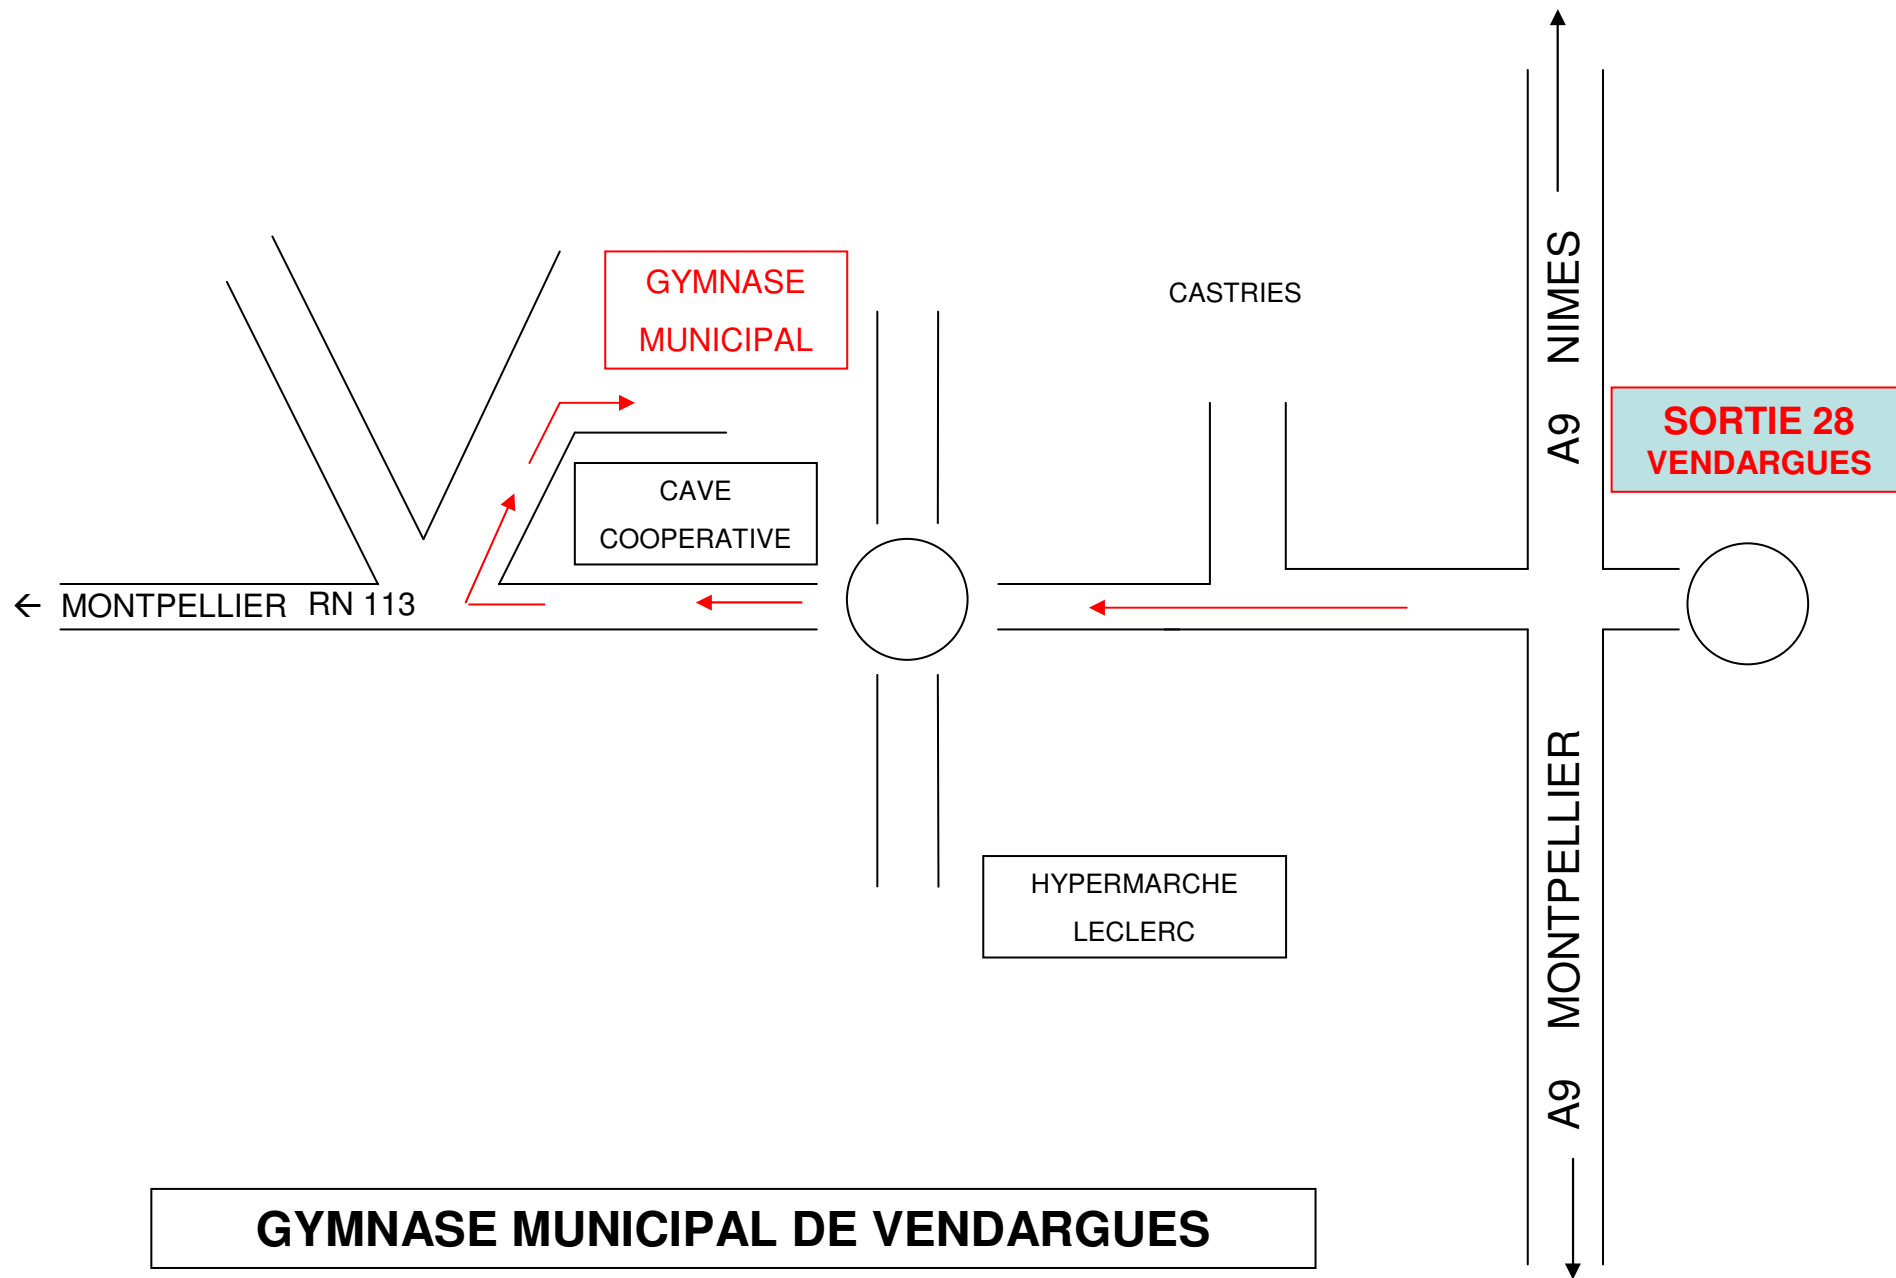 GYMNASE
MUNICIPAL
CASTRIES
A9 NIMES
SORTIE 28
VENDARGUES
CAVE
COOPERATIVE
← MONTPELLIER RN 113
A9 MONTPELLIER
HYPERMARCHE
LECLERC
GYMNASE MUNICIPAL DE VENDARGUES